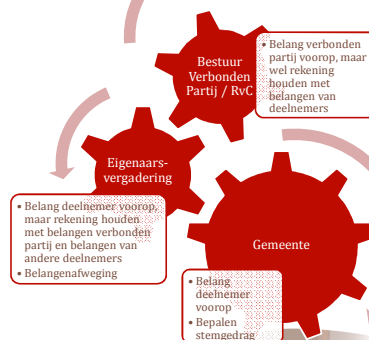 Bestuur
Verbonden
Partij / RvC
• Belang verbonden
partij voorop, maar
wel rekening
houden met
belangen van
deelnemers
Eigenaars-
vergadering
• Belang deelnemer voorop,
maar rekening houden
met belangen verbonden
partij en belangen van
andere deelnemers
• Belangenafweging
Gemeente
• Belang
deelnemer
voorop
• Bepalen
stemgedrag